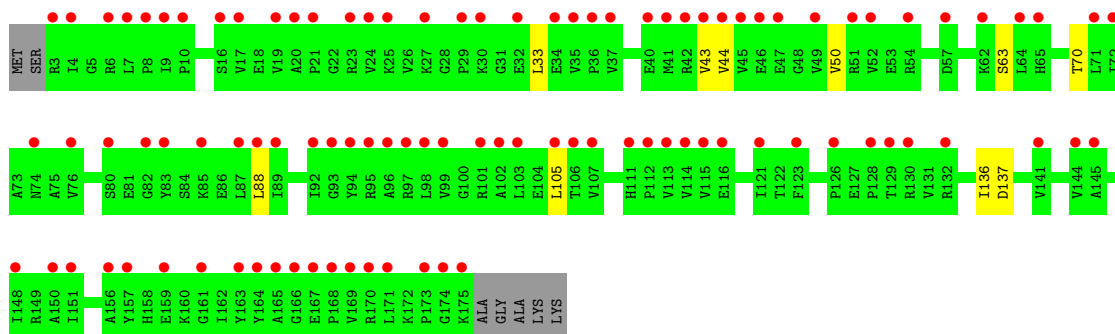 MET SER R3 I4 G5 R6 L7 P8 I9 P10 S16 V17 E18 V19 A20 P21 G22 R23 V24 K25 V26 K27 G28 P29 K30 G31 E32 L33 E34 V35 P36 V37 E40 M41 R42 V43 V44 V45 E46 E47 G48 V49 V50 R51 V52 E53 R54 D57 K62 S63 L64 H65 T70 L71 I72
A73 N74 A75 V76 S80 E81 G82 Y83 S84 K85 E86 L87 L88 I89 I92 G93 Y94 R95 A96 R97 L98 V99 G100 R101 A102 L103 E104 L105 T106 V107 H111 P112 V113 V114 V115 E116 I121 T122 F123 P126 E127 P128 T129 R130 V131 R132 I136 D137 V141 V144 A145
I148 R149 A150 I151 A156 Y157 H158 E159 K160 G161 I162 Y163 Y164 A165 G166 E167 P168 V169 R170 L171 K172 P173 G174 K175 ALA GLY ALA LYS LYS